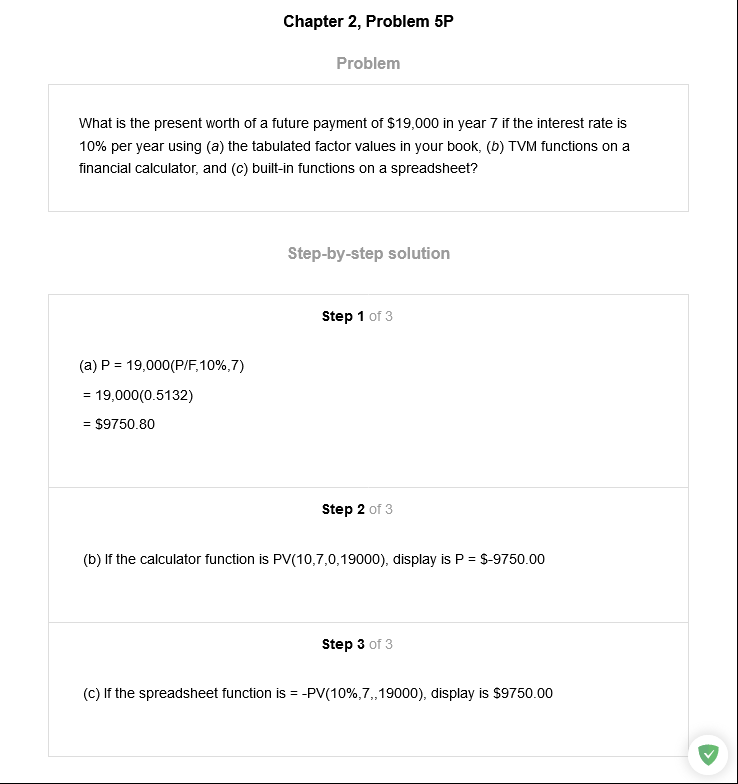 Chapter 2, Problem 5P
Problem
What is the present worth of a future payment of $19,000 in year 7 if the interest rate is
10% per year using (a) the tabulated factor values in your book, (b) TVM functions on a
financial calculator, and (c) built-in functions on a spreadsheet?
Step-by-step solution
Step 1 of 3
(a) P = 19,000(P/F,10%,7)
= 19,000(0.5132)
= $9750.80
Step 2 of 3
(b) If the calculator function is PV(10,7,0,19000), display is P = $-9750.00
Step 3 of 3
(c) If the spreadsheet function is = -PV(10%,7,,19000), display is $9750.00